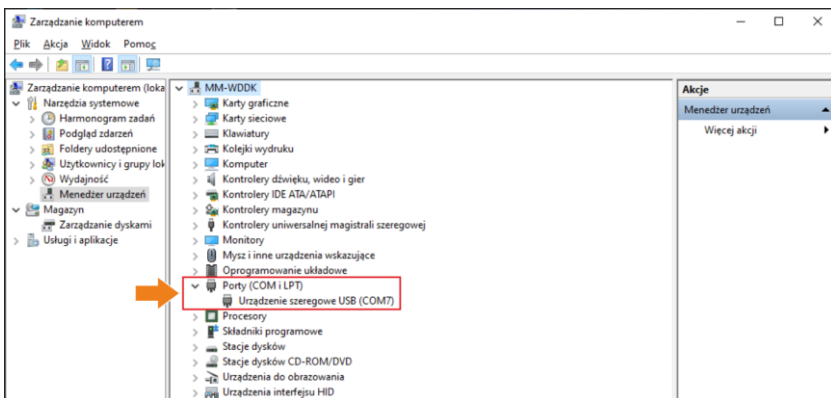 Zarządzanie komputerem
Plik Akcja Widok Pomoc
Zarządzanie komputerem (loka
Narzędzia systemowe
Harmonogram zadań
Podgląd zdarzeń
Foldery udostępnione
Użytkownicy i grupy lok
Wydajność
Menedżer urządzeń
Magazyn
Zarządzanie dyskami
Usługi i aplikacje
MM-WDDK
Karty graficzne
Karty sieciowe
Klawiatury
Kolejki wydruku
Komputer
Kontrolery dźwięku, wideo i gier
Kontrolery IDE ATA/ATAPI
Kontrolery magazynu
Kontrolery uniwersalnej magistrali szeregowej
Monitory
Mysz i inne urządzenia wskazujące
Oprogramowanie układowe
Porty (COM i LPT)
Urządzenie szeregowe USB (COM7)
Procesory
Składniki programowe
Stacje dysków
Stacje dysków CD-ROM/DVD
Urządzenia do obrazowania
Urządzenia interfejsu HID
Akcje
Menedżer urządzeń
Więcej akcji